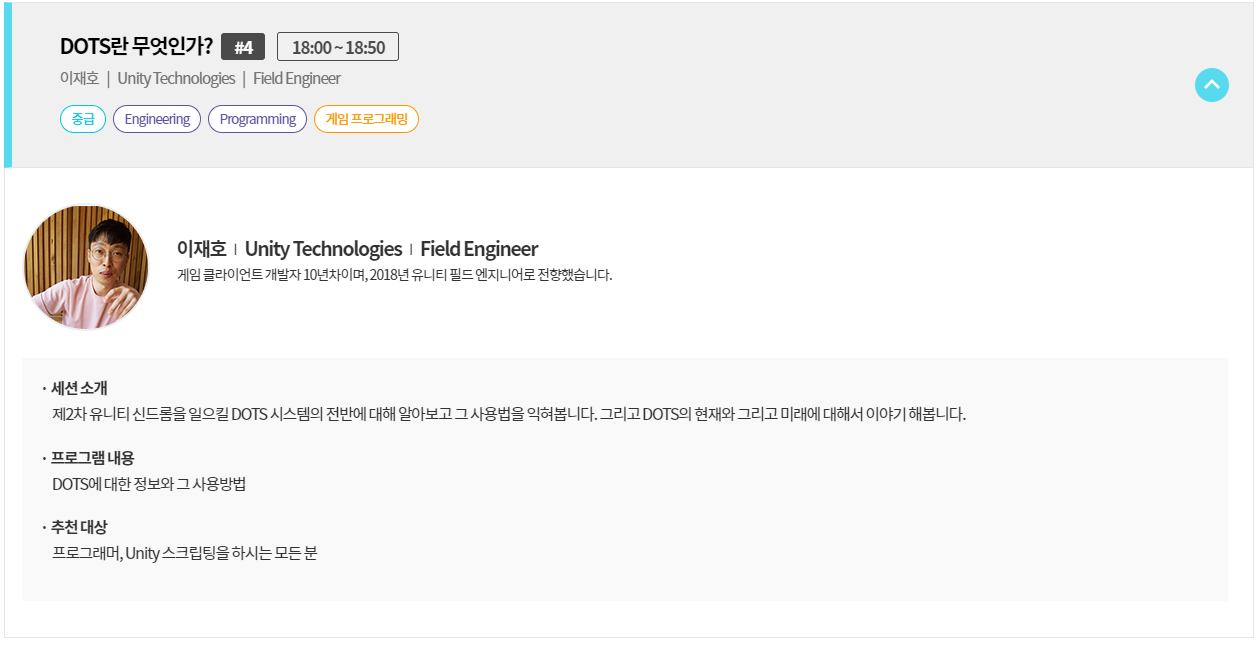 DOTS란 무엇인가? #4 18:00 ~ 18:50
이재호 | Unity Technologies | Field Engineer
중급 Engineering Programming 게임 프로그래밍
이재호 | Unity Technologies | Field Engineer
게임 클라이언트 개발자 10년차이며, 2018년 유니티 필드 엔지니어로 전향했습니다.
· 세션 소개
제2차 유니티 신드롬을 일으킬 DOTS 시스템의 전반에 대해 알아보고 그 사용법을 익혀봅니다. 그리고 DOTS의 현재와 그리고 미래에 대해서 이야기 해봅니다.
· 프로그램 내용
DOTS에 대한 정보와 그 사용방법
· 추천 대상
프로그래머, Unity 스크립팅을 하시는 모든 분